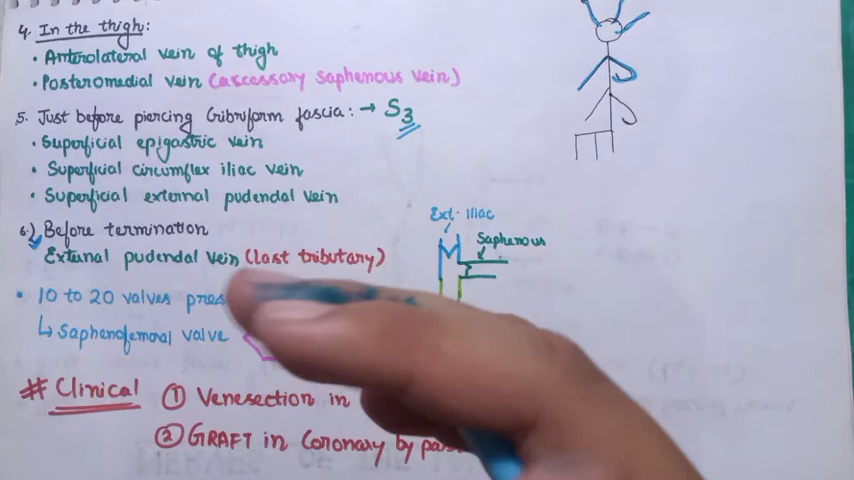 4. In the thigh:
• Anterolateral vein of thigh
• Posteromedial vein (ascessory saphenous vein)
5. Just before piercing Cribriform fascia: → S3
• Superficial epigastric vein
• Superficial circumflex iliac vein
• Superficial external pudendal vein
6.) Before termination
External pudendal vein (last tributary)
Ext. iliac
Saphenous
• 10 to 20 valves
↳ Saphenofemoral valve
# Clinical ① Venesection in
② GRAFT in Coronary by